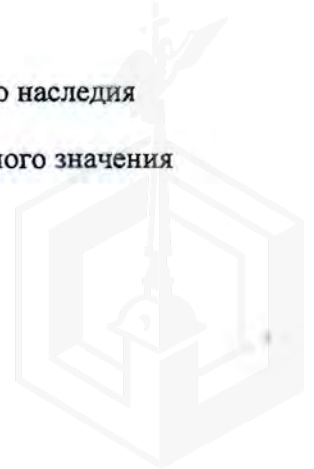 о наследия
ного значения